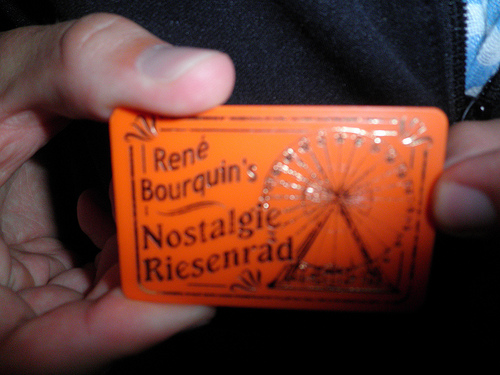 René
Bourquin's
Nostalgie
Riesenrad